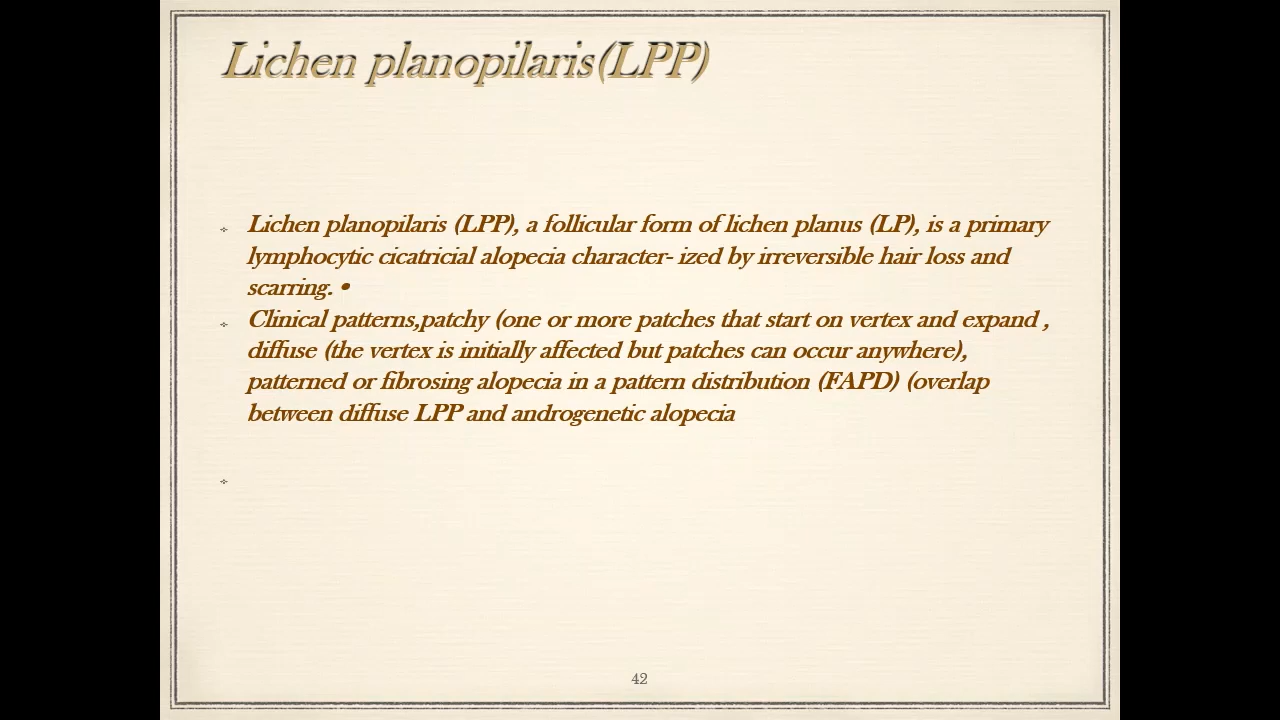 Lichen planopilaris(LPP)
Lichen planopilaris (LPP), a follicular form of lichen planus (LP), is a primary
lymphocytic cicatricial alopecia character- ized by irreversible hair loss and
scarring. •
Clinical patterns,patchy (one or more patches that start on vertex and expand ,
diffuse (the vertex is initially affected but patches can occur anywhere),
patterned or fibrosing alopecia in a pattern distribution (FAPD) (overlap
between diffuse LPP and androgenetic alopecia
42